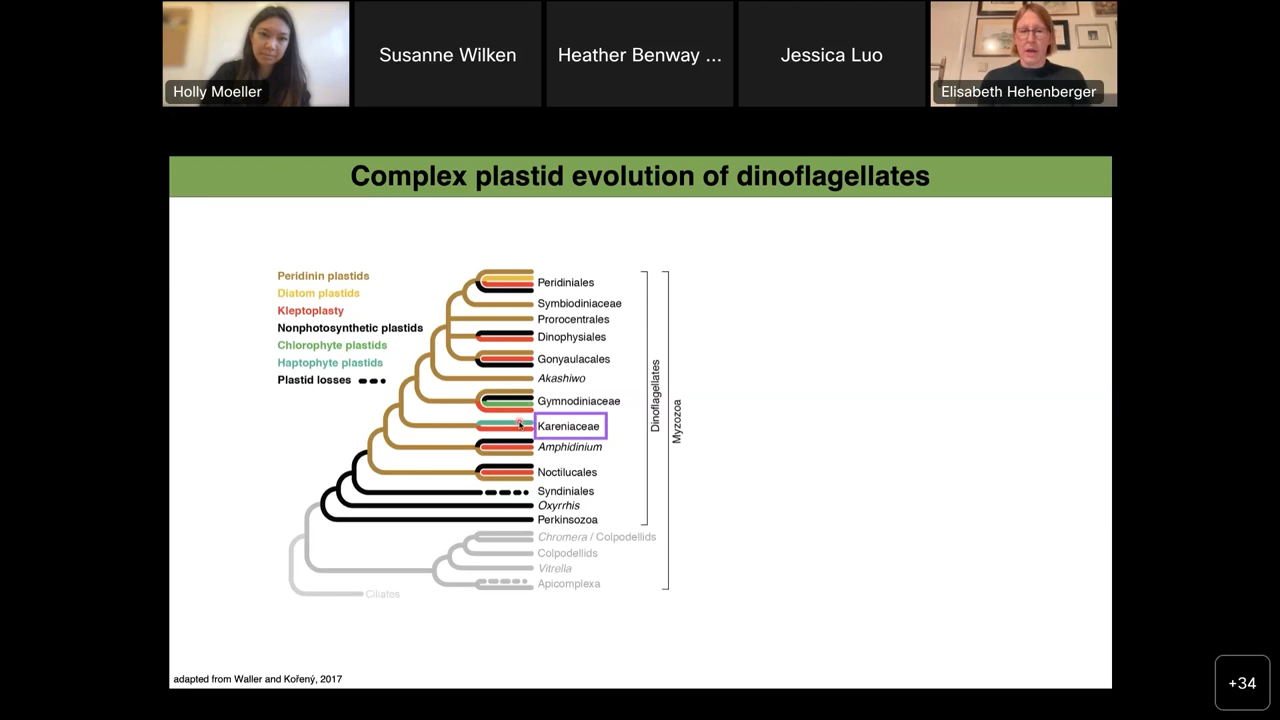 Holly Moeller
Susanne Wilken
Heather Benway ...
Jessica Luo
Elisabeth Hehenberger
Complex plastid evolution of dinoflagellates
Peridinin plastids
Diatom plastids
Kleptoplasty
Nonphotosynthetic plastids
Chlorophyte plastids
Haptophyte plastids
Plastid losses
Peridiniales
Symbiodiniaceae
Prorocentrales
Dinophysiales
Gonyaulacales
Akashiwo
Gymnodiniaceae
Kareniaceae
Amphidinium
Noctilucales
Syndiniales
Oxyrrhis
Perkinsozoa
Chromera / Colpodellids
Colpodellids
Vitrella
Apicomplexa
Ciliates
Dinoflagellates
Myzozoa
adapted from Waller and Kořený, 2017
+34